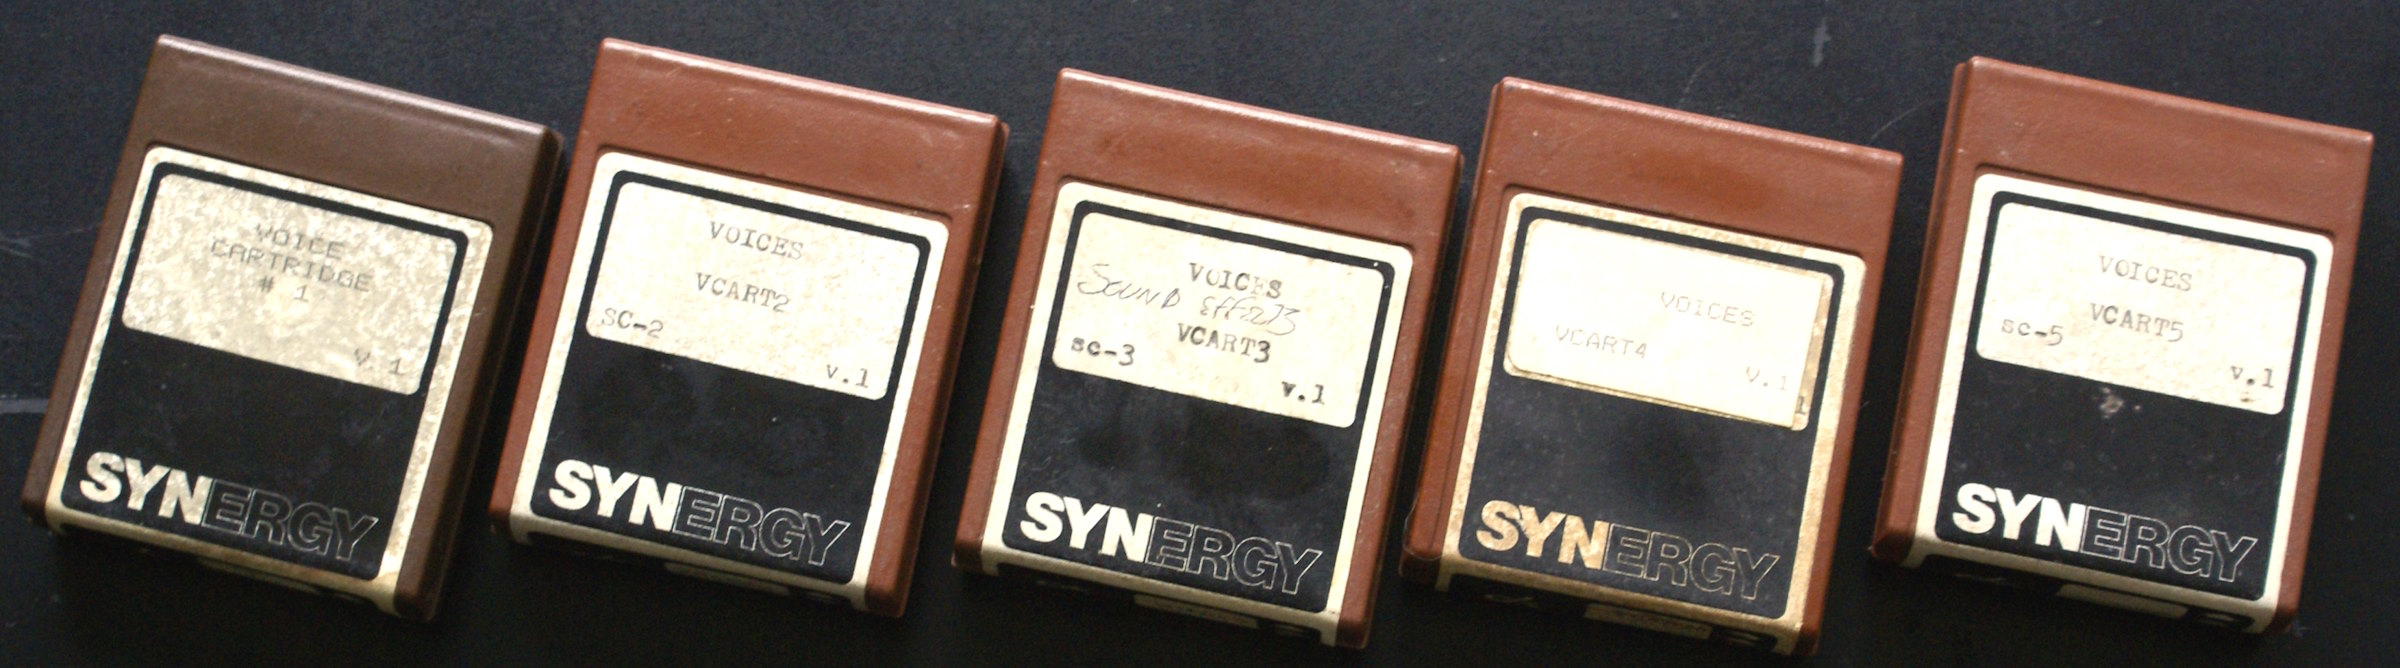 VOICE
CARTRIDGE
# 1
V.1
SYNERGY
VOICES
VCART2
SC-2
v.1
SYNERGY
VOICES
Sound Effects
VCART3
sc-3
v.1
SYNERGY
VOICES
VCART4
V.1
1
SYNERGY
VOICES
VCART5
sc-5
v.1
SYNERGY